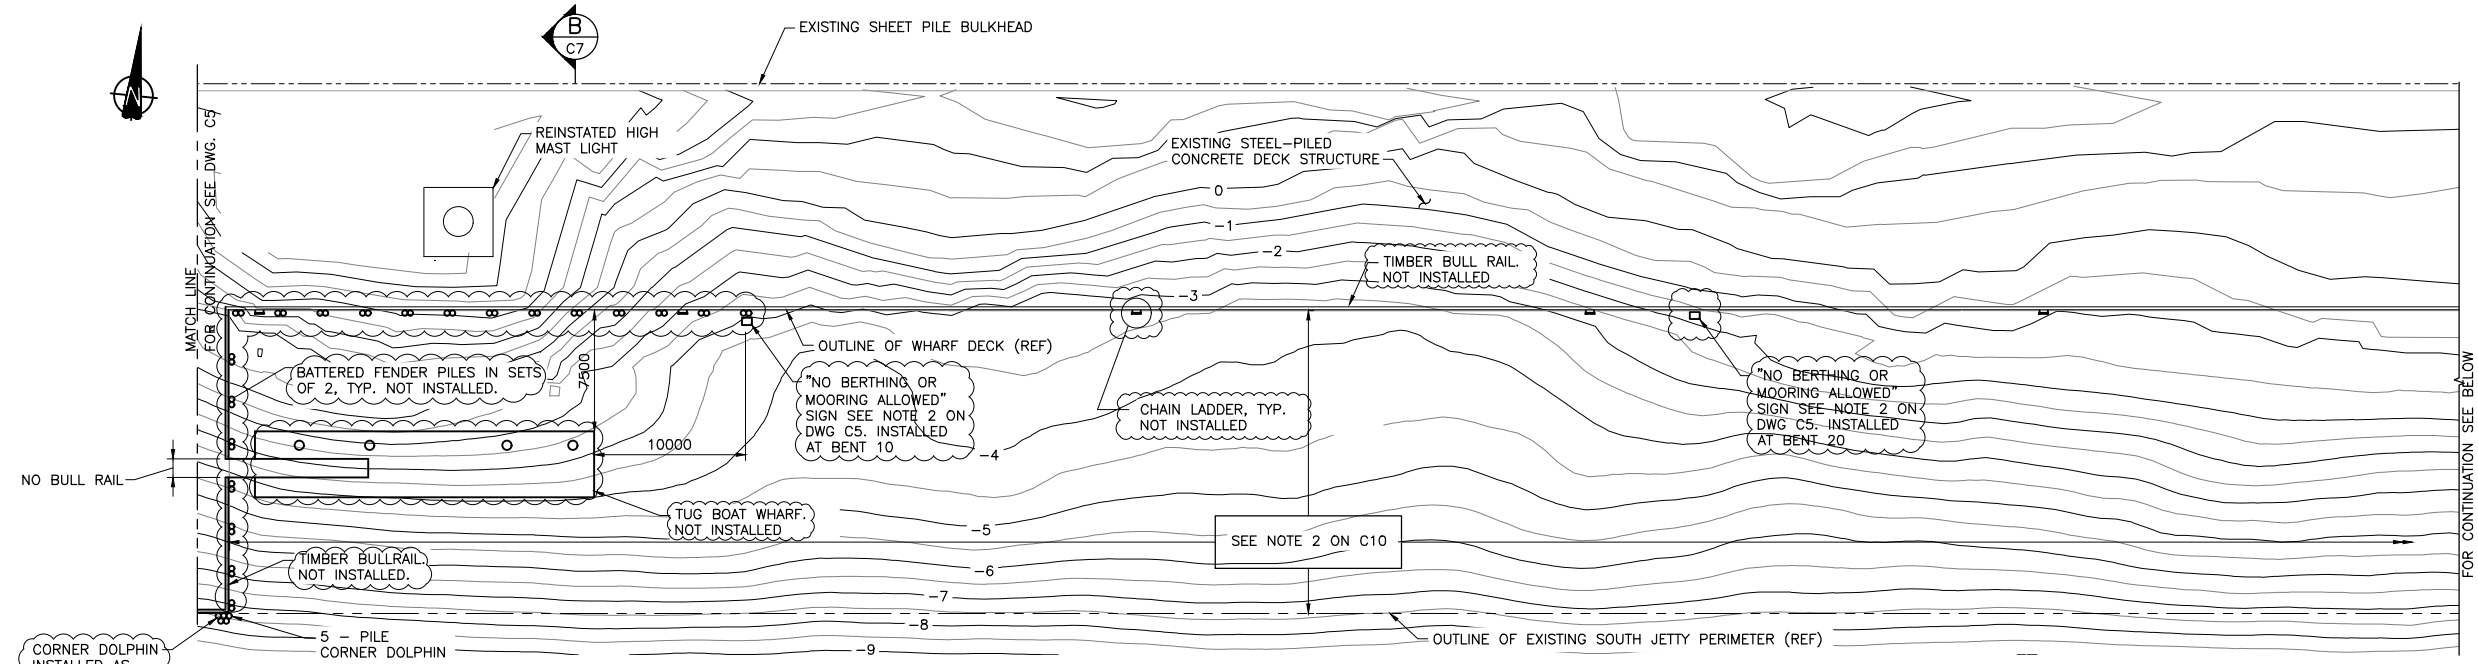 B
C7
EXISTING SHEET PILE BULKHEAD
N
MATCH LINE
FOR CONTINUATION SEE DWG. C5
REINSTATED HIGH
MAST LIGHT
EXISTING STEEL-PILED
CONCRETE DECK STRUCTURE
0
-1
-2
-3
TIMBER BULL RAIL.
NOT INSTALLED
OUTLINE OF WHARF DECK (REF)
BATTERED FENDER PILES IN SETS
OF 2, TYP. NOT INSTALLED.
7500
"NO BERTHING OR
MOORING ALLOWED"
SIGN SEE NOTE 2 ON
DWG C5. INSTALLED
AT BENT 10
CHAIN LADDER, TYP.
NOT INSTALLED
"NO BERTHING OR
MOORING ALLOWED"
SIGN SEE NOTE 2 ON
DWG C5. INSTALLED
AT BENT 20
FOR CONTINUATION SEE BELOW
10000
-4
NO BULL RAIL
TUG BOAT WHARF.
NOT INSTALLED
-5
SEE NOTE 2 ON C10
TIMBER BULLRAIL.
NOT INSTALLED.
-6
-7
-8
5 - PILE
CORNER DOLPHIN
OUTLINE OF EXISTING SOUTH JETTY PERIMETER (REF)
CORNER DOLPHIN
INSTALLED AS
-9